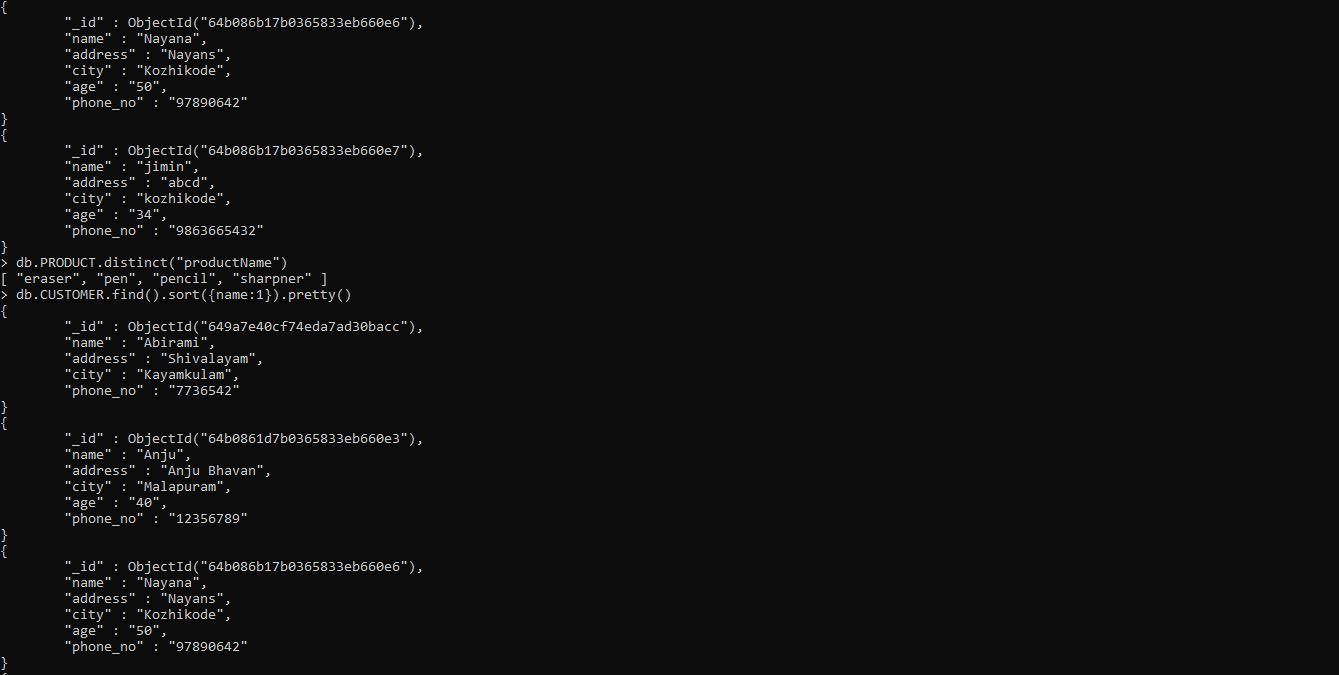 {
        "_id" : ObjectId("64b086b17b0365833eb660e6"),
        "name" : "Nayana",
        "address" : "Nayans",
        "city" : "Kozhikode",
        "age" : "50",
        "phone_no" : "97890642"
}
{
        "_id" : ObjectId("64b086b17b0365833eb660e7"),
        "name" : "jimin",
        "address" : "abcd",
        "city" : "kozhikode",
        "age" : "34",
        "phone_no" : "9863665432"
}
> db.PRODUCT.distinct("productName")
[ "eraser", "pen", "pencil", "sharpner" ]
> db.CUSTOMER.find().sort({name:1}).pretty()
{
        "_id" : ObjectId("649a7e40cf74eda7ad30bacc"),
        "name" : "Abirami",
        "address" : "Shivalayam",
        "city" : "Kayamkulam",
        "phone_no" : "7736542"
}
{
        "_id" : ObjectId("64b0861d7b0365833eb660e3"),
        "name" : "Anju",
        "address" : "Anju Bhavan",
        "city" : "Malapuram",
        "age" : "40",
        "phone_no" : "12356789"
}
{
        "_id" : ObjectId("64b086b17b0365833eb660e6"),
        "name" : "Nayana",
        "address" : "Nayans",
        "city" : "Kozhikode",
        "age" : "50",
        "phone_no" : "97890642"
}